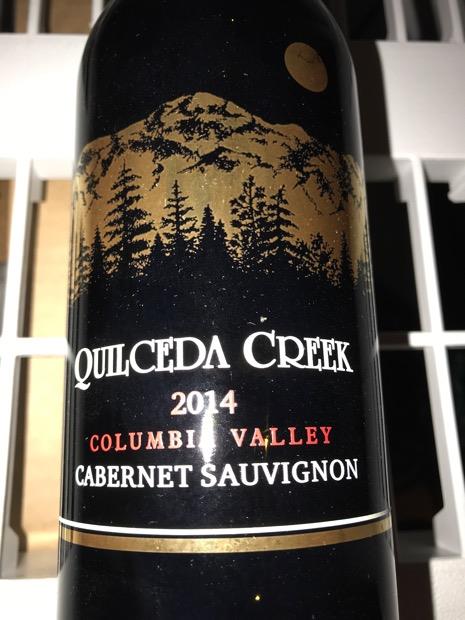 QUILCEDA CREEK
2014
COLUMBIA VALLEY
CABERNET SAUVIGNON